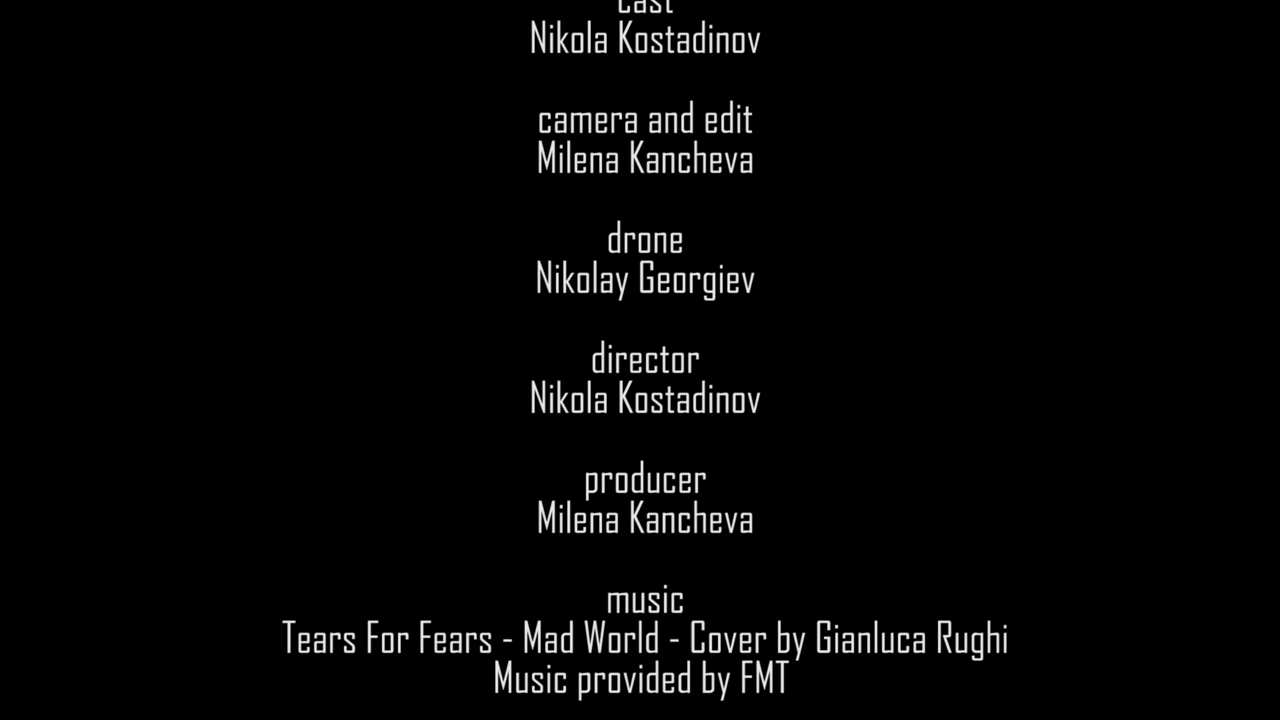 cast
Nikola Kostadinov
camera and edit
Milena Kancheva
drone
Nikolay Georgiev
director
Nikola Kostadinov
producer
Milena Kancheva
music
Tears For Fears - Mad World - Cover by Gianluca Rughi
Music provided by FMT